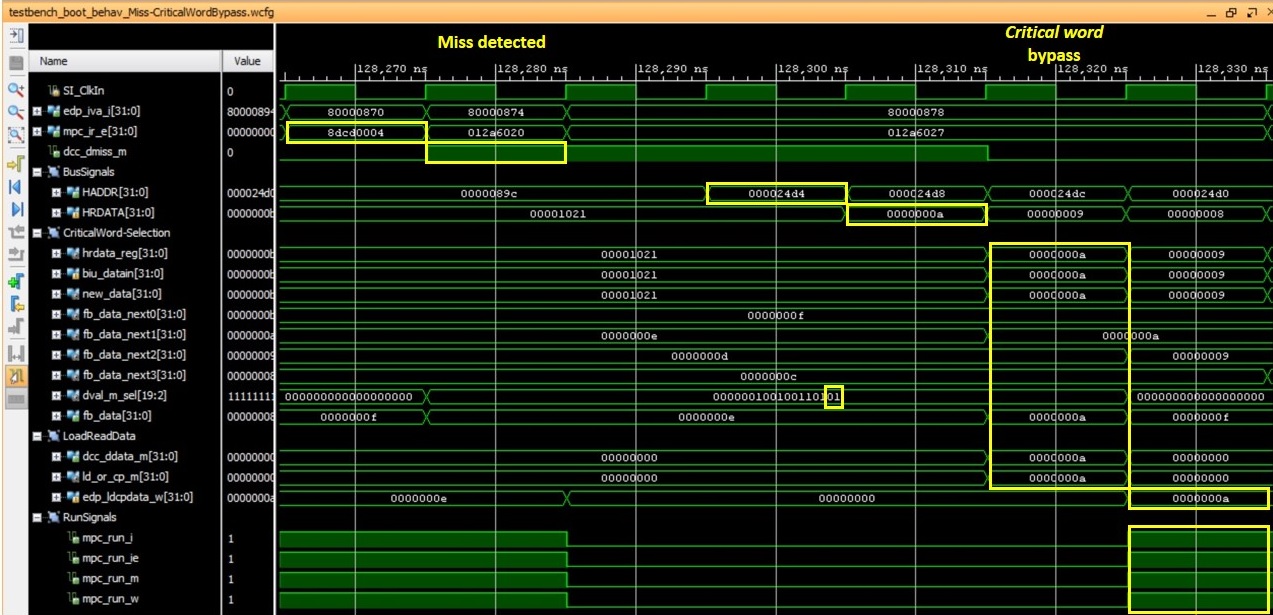 testbench_boot_behav_Miss-CriticalWordBypass.wcfg
Miss detected
Critical word
bypass
Name Value
128,270 ns 128,280 ns 128,290 ns 128,300 ns 128,310 ns 128,320 ns 128,330 ns
SI_ClkIn 0
edp_iva_i[31:0] 80000894 80000870 80000874 80000878
mpc_ir_e[31:0] 00000000 8dcd0004 012a6020 012a6027
dcc_dmiss_m 0
BusSignals
HADDR[31:0] 000024d0 0000089c 000024d4 000024d8 000024dc 000024d0
HRDATA[31:0] 0000000b 00001021 0000000a 00000009 00000008
CriticalWord-Selection
hrdata_reg[31:0] 0000000b 00001021 0000000a 00000009
biu_datain[31:0] 0000000b 00001021 0000000a 00000009
new_data[31:0] 0000000b 00001021 0000000a 00000009
fb_data_next0[31:0] 0000000b 0000000f
fb_data_next1[31:0] 0000000a 0000000e 0000000a
fb_data_next2[31:0] 00000009 0000000d 00000009
fb_data_next3[31:0] 00000008 0000000c
dval_m_sel[19:2] 11111111 000000000000000000 000000100100110101 000000000000000000
fb_data[31:0] 00000008 0000000f 0000000e 0000000a 0000000f
LoadReadData
dcc_ddata_m[31:0] 00000000 00000000 0000000a 00000000
ld_or_cp_m[31:0] 00000000 00000000 0000000a 00000000
edp_ldcpdata_w[31:0] 0000000a 0000000e 00000000 0000000a
RunSignals
mpc_run_i 1
mpc_run_ie 1
mpc_run_m 1
mpc_run_w 1